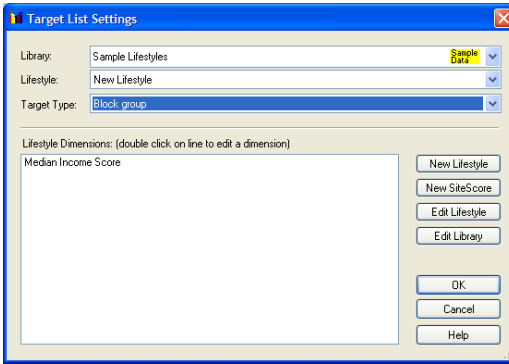 Target List Settings
Library: Sample Lifestyles Sample Data
Lifestyle: New Lifestyle
Target Type: Block group
Lifestyle Dimensions: (double click on line to edit a dimension)
Median Income Score
New Lifestyle
New SiteScore
Edit Lifestyle
Edit Library
OK
Cancel
Help